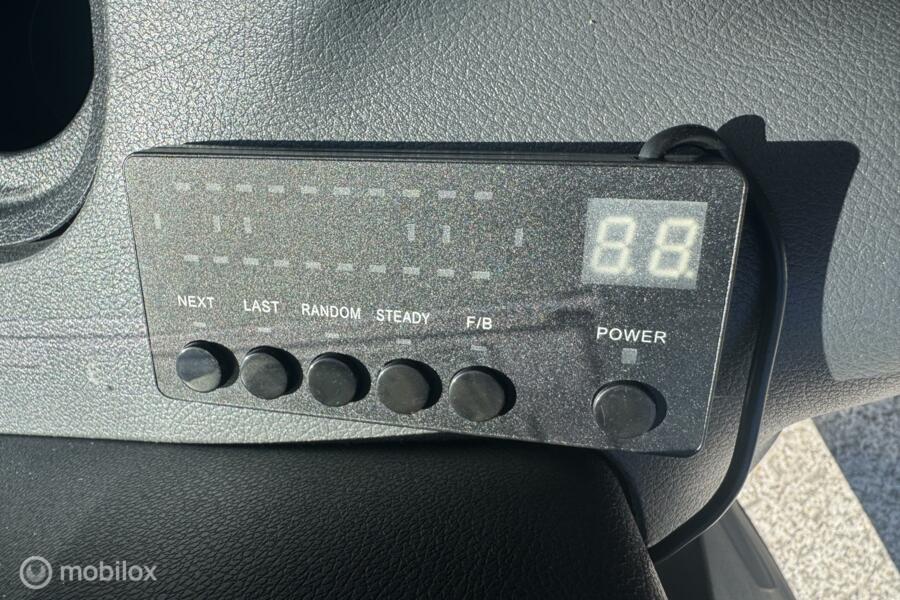 88
NEXT LAST RANDOM STEADY F/B
POWER
mobilox